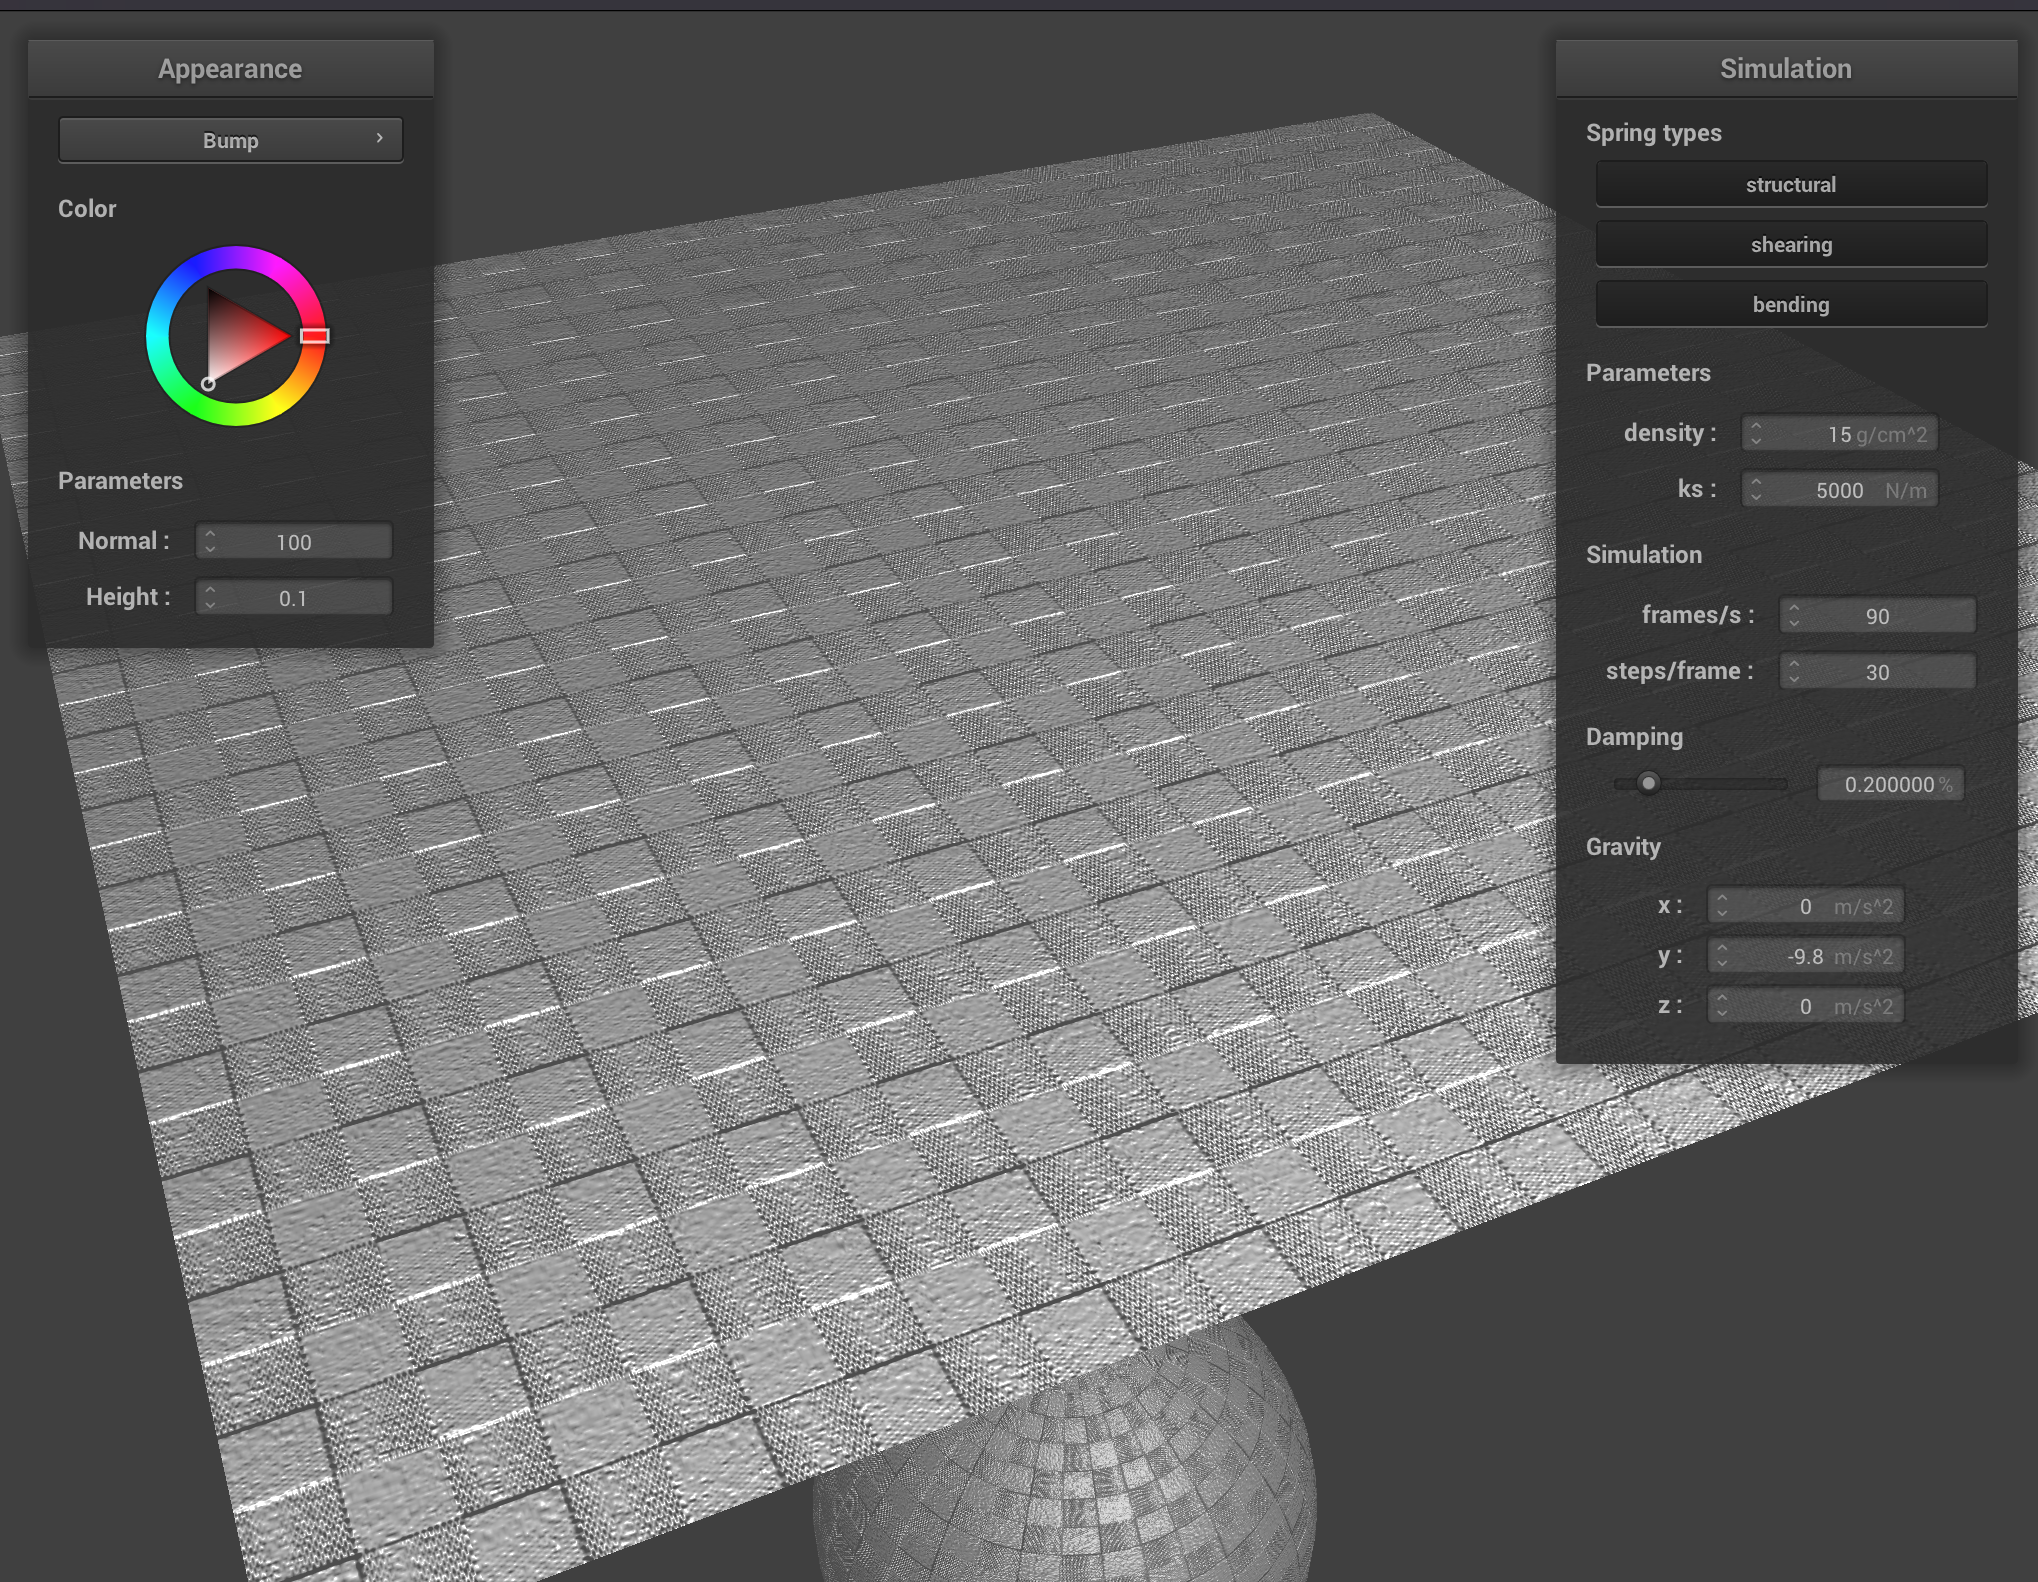 Appearance
Bump
Color
Parameters
Normal : 100
Height : 0.1
Simulation
Spring types
structural
shearing
bending
Parameters
density : 15 g/cm^2
ks : 5000 N/m
Simulation
frames/s : 90
steps/frame : 30
Damping
0.200000 %
Gravity
x : 0 m/s^2
y : -9.8 m/s^2
z : 0 m/s^2